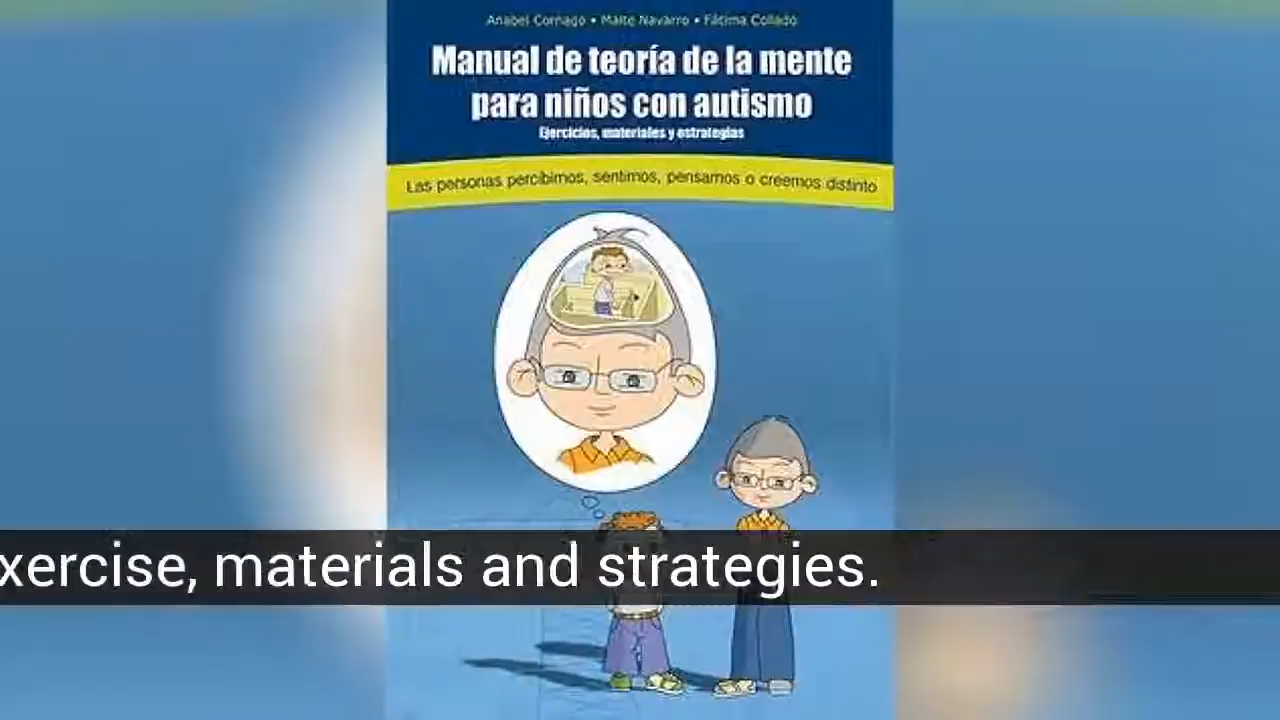 Anabel Cornago • Maite Navarro • Fátima Collado
Manual de teoría de la mente
para niños con autismo
Ejercicios, materiales y estrategias
Las personas percibimos, sentimos, pensamos o creemos distinto
xercise, materials and strategies.